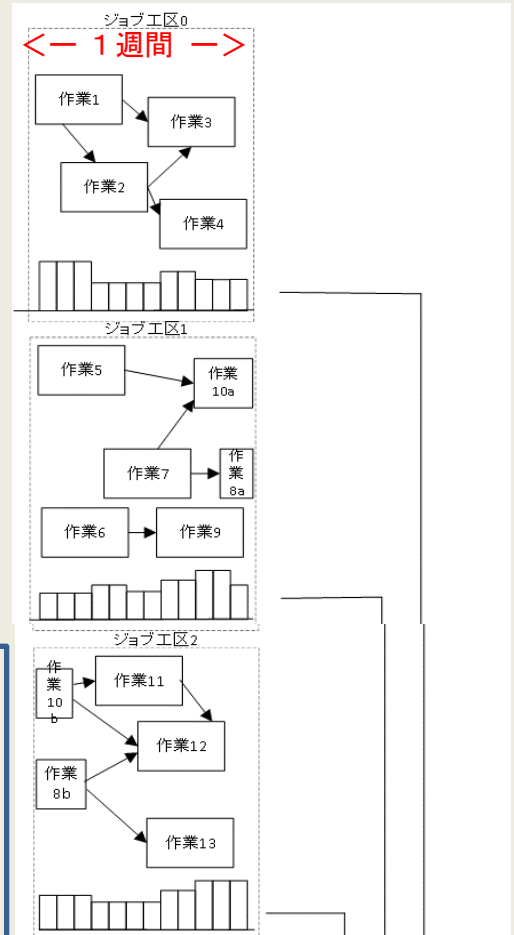 ジョブ工区0
<ー 1週間 ー>
作業1
作業3
作業2
作業4
ジョブ工区1
作業5
作業
10a
作業7
作
業
8a
作業6
作業9
ジョブ工区2
作
業
10
b
作業11
作業12
作業
8b
作業13